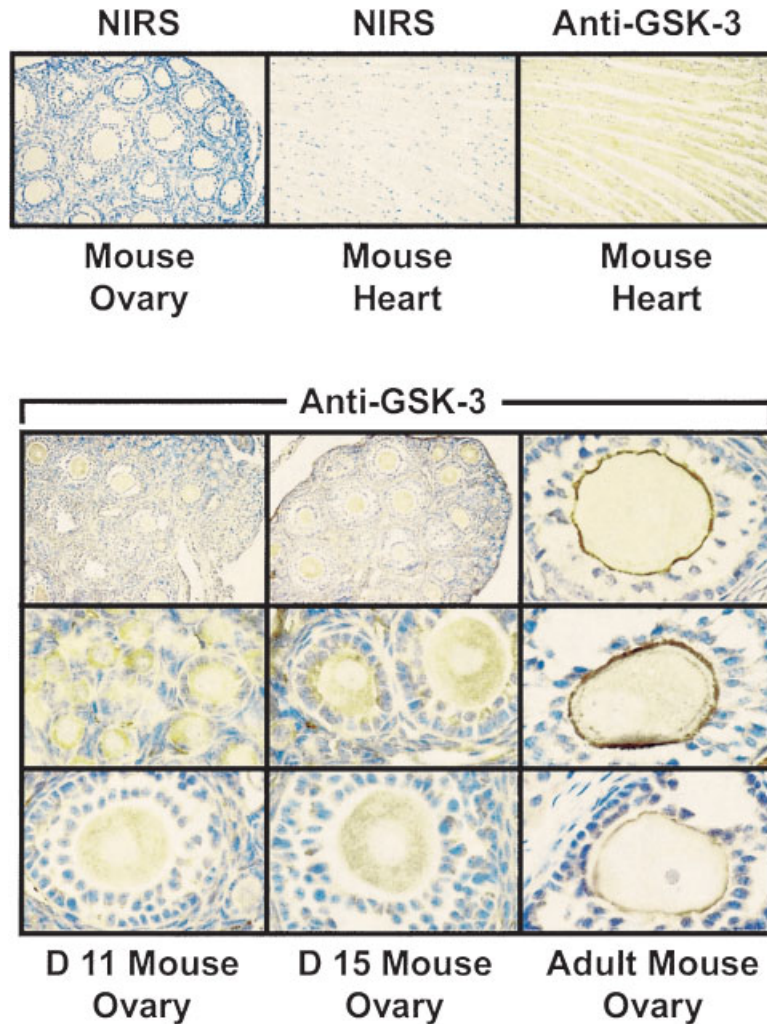 NIRS NIRS Anti-GSK-3
Mouse Mouse Mouse
Ovary Heart Heart
Anti-GSK-3
D 11 Mouse D 15 Mouse Adult Mouse
Ovary Ovary Ovary